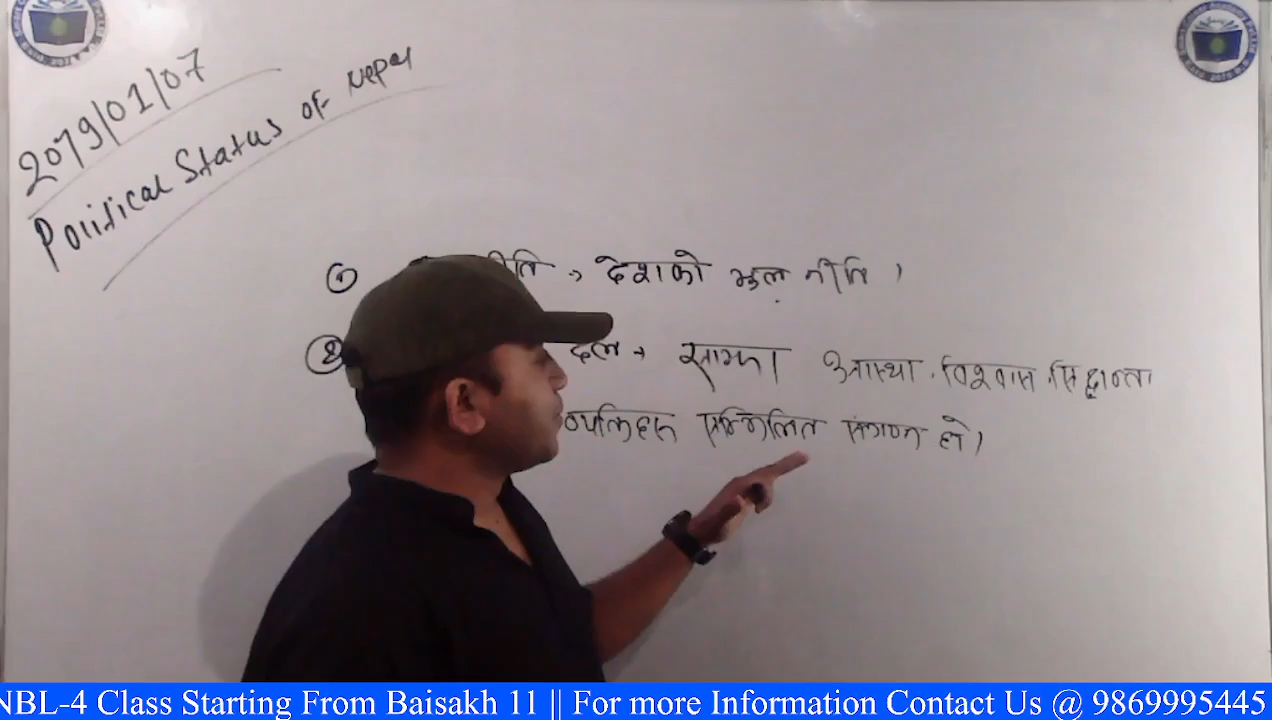 2079/01/07
Political Status of Nepal
① नीति → देशको मूल नीति ।
② दल → साझा आस्था, विश्वास, सिद्धान्त
व्यक्तिहरू सम्मिलित संगठन हो।
NBL-4 Class Starting From Baisakh 11 || For more Information Contact Us @ 9869995445